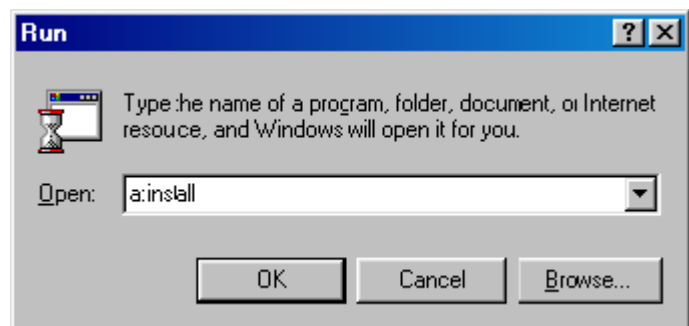 Run
Type the name of a program, folder, document, or Internet
resouce, and Windows will open it for you.
Open: a:install
OK Cancel Browse...